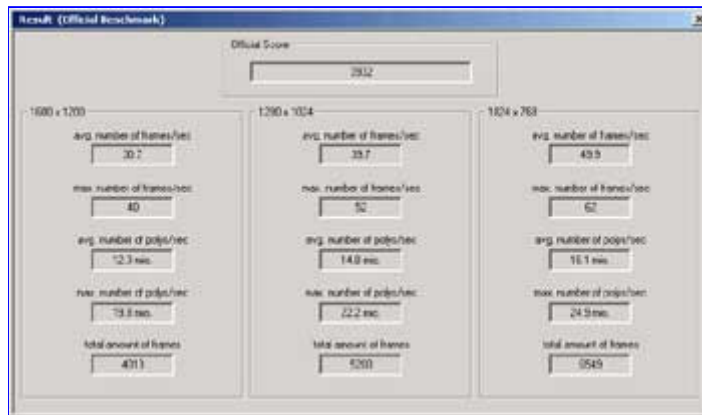 Result (Official Benchmark)
Official Score
1600 x 1200
avg. number of frames/sec
30.7
max. number of frames/sec
40
avg. number of polys/sec
12.3 mio.
max. number of polys/sec
19.8 mio.
total amount of frames
1280 x 1024
avg. number of frames/sec
39.7
max. number of frames/sec
52
avg. number of polys/sec
14.8 mio.
max. number of polys/sec
22.2 mio.
total amount of frames
1024 x 768
avg. number of frames/sec
49.9
max. number of frames/sec
62
avg. number of polys/sec
16.1 mio.
max. number of polys/sec
24.9 mio.
total amount of frames